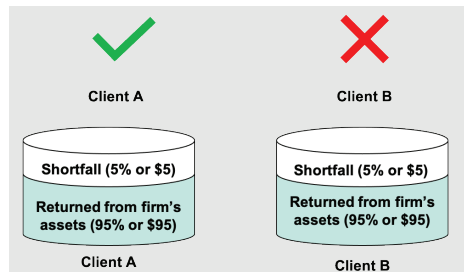 Client A
Client B
Shortfall (5% or $5)
Shortfall (5% or $5)
Returned from firm's
assets (95% or $95)
Returned from firm's
assets (95% or $95)
Client A
Client B